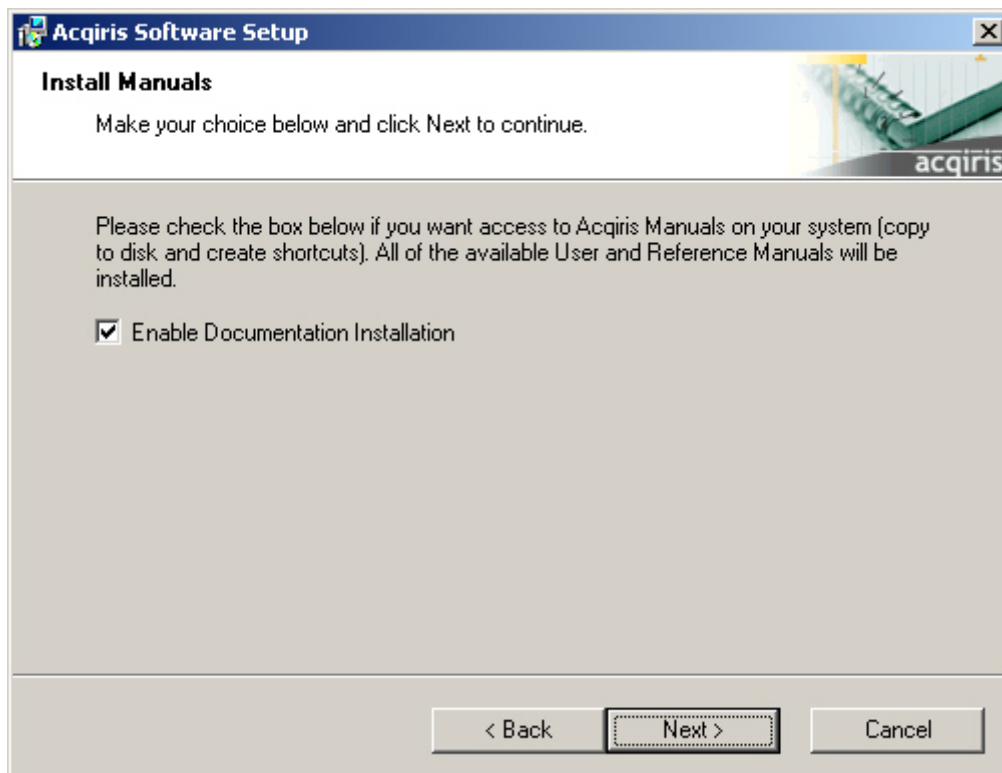 Acqiris Software Setup
Install Manuals
Make your choice below and click Next to continue.
acqiris
Please check the box below if you want access to Acqiris Manuals on your system (copy
to disk and create shortcuts). All of the available User and Reference Manuals will be
installed.
Enable Documentation Installation
< Back
Next >
Cancel